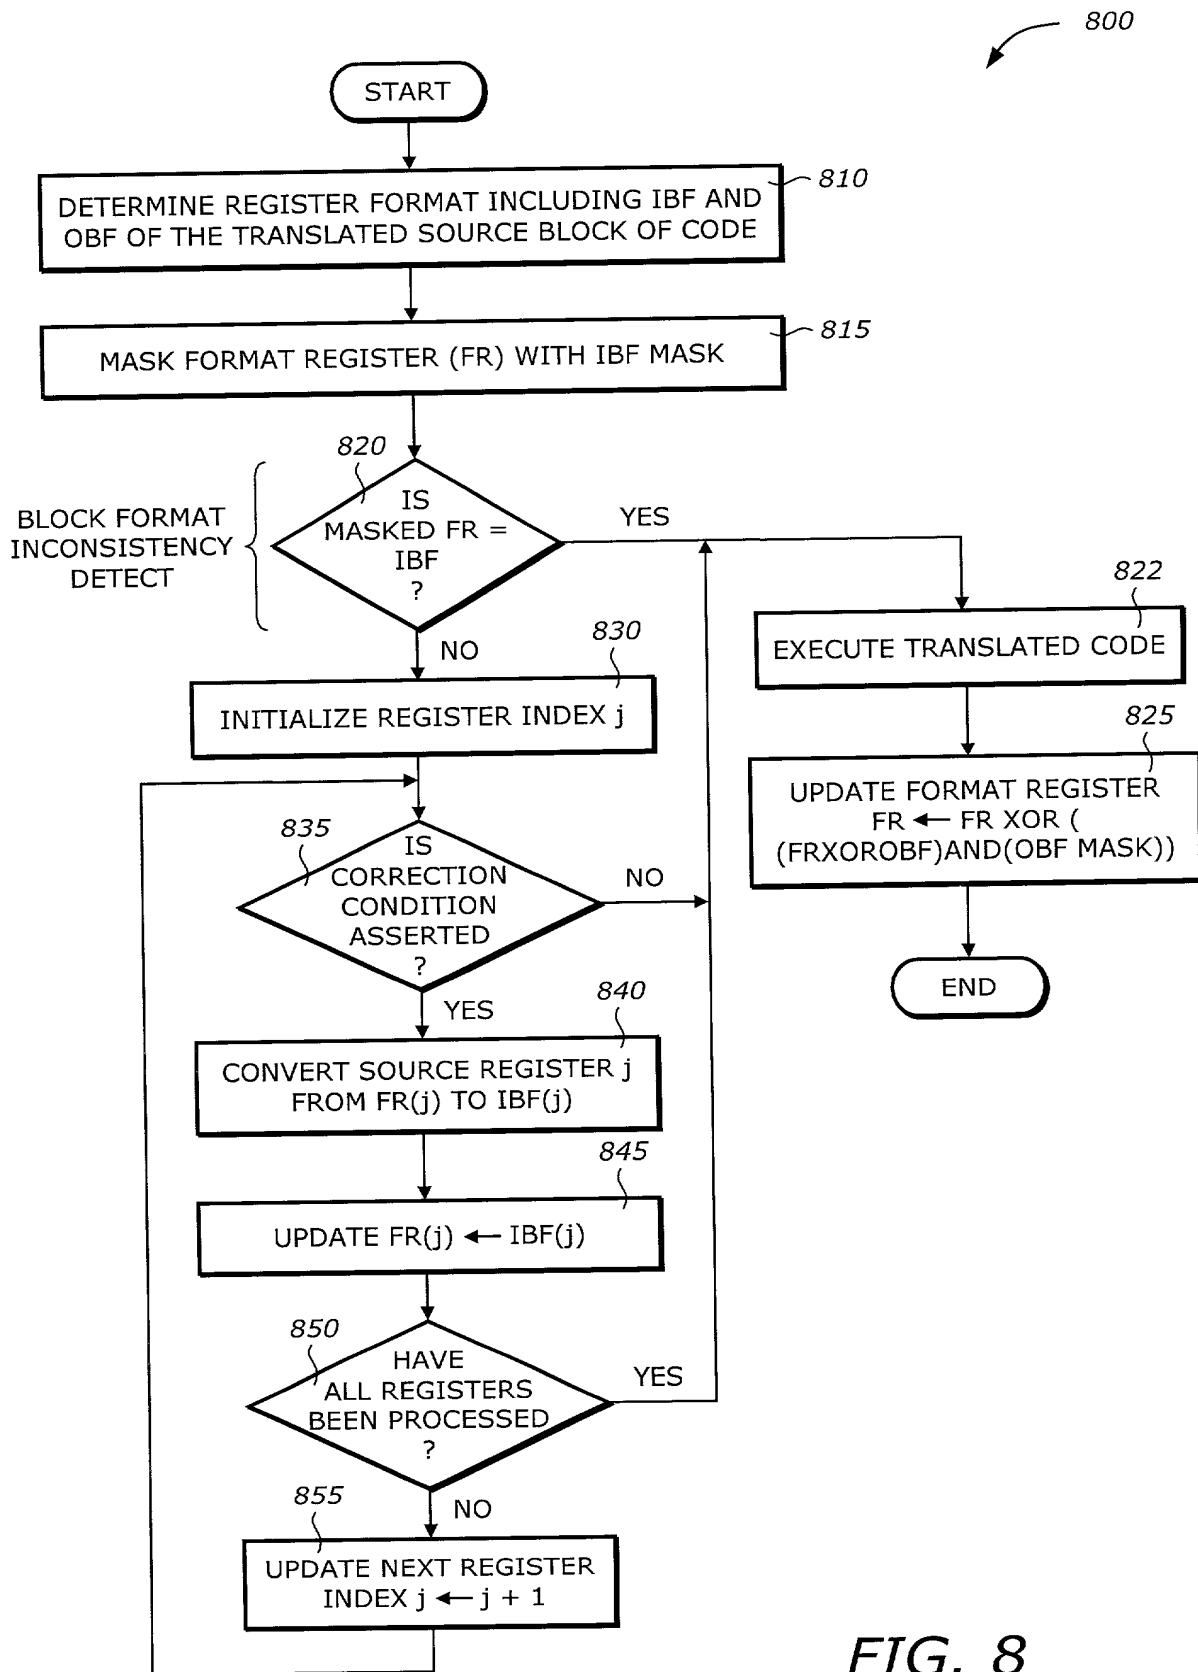 800
START
810
DETERMINE REGISTER FORMAT INCLUDING IBF AND
OBF OF THE TRANSLATED SOURCE BLOCK OF CODE
815
MASK FORMAT REGISTER (FR) WITH IBF MASK
820
BLOCK FORMAT
INCONSISTENCY
DETECT
IS
MASKED FR =
IBF
?
YES
NO
822
EXECUTE TRANSLATED CODE
825
UPDATE FORMAT REGISTER
FR ← FR XOR (
(FRXOROBF)AND(OBF MASK))
END
830
INITIALIZE REGISTER INDEX j
835
IS
CORRECTION
CONDITION
ASSERTED
?
NO
YES
840
CONVERT SOURCE REGISTER j
FROM FR(j) TO IBF(j)
845
UPDATE FR(j) ← IBF(j)
850
HAVE
ALL REGISTERS
BEEN PROCESSED
?
YES
NO
855
UPDATE NEXT REGISTER
INDEX j ← j + 1
FIG. 8